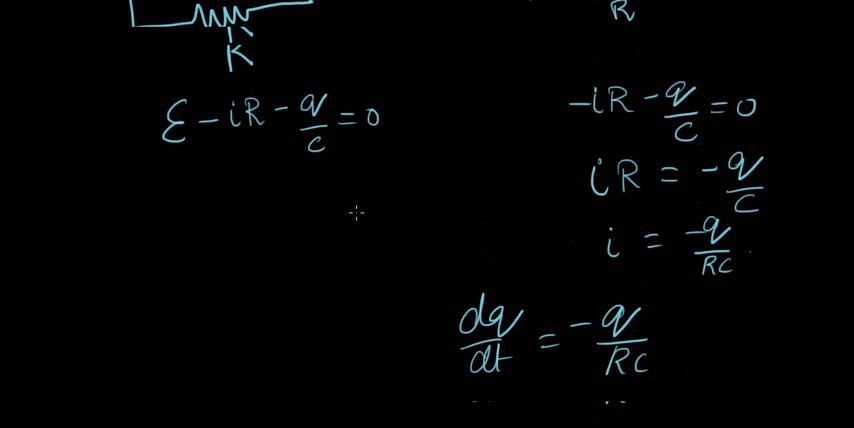 R
R
ε - iR - q/C = 0
-iR - q/C = 0
iR = -q/C
i = -q/RC
dq/dt = -q/RC